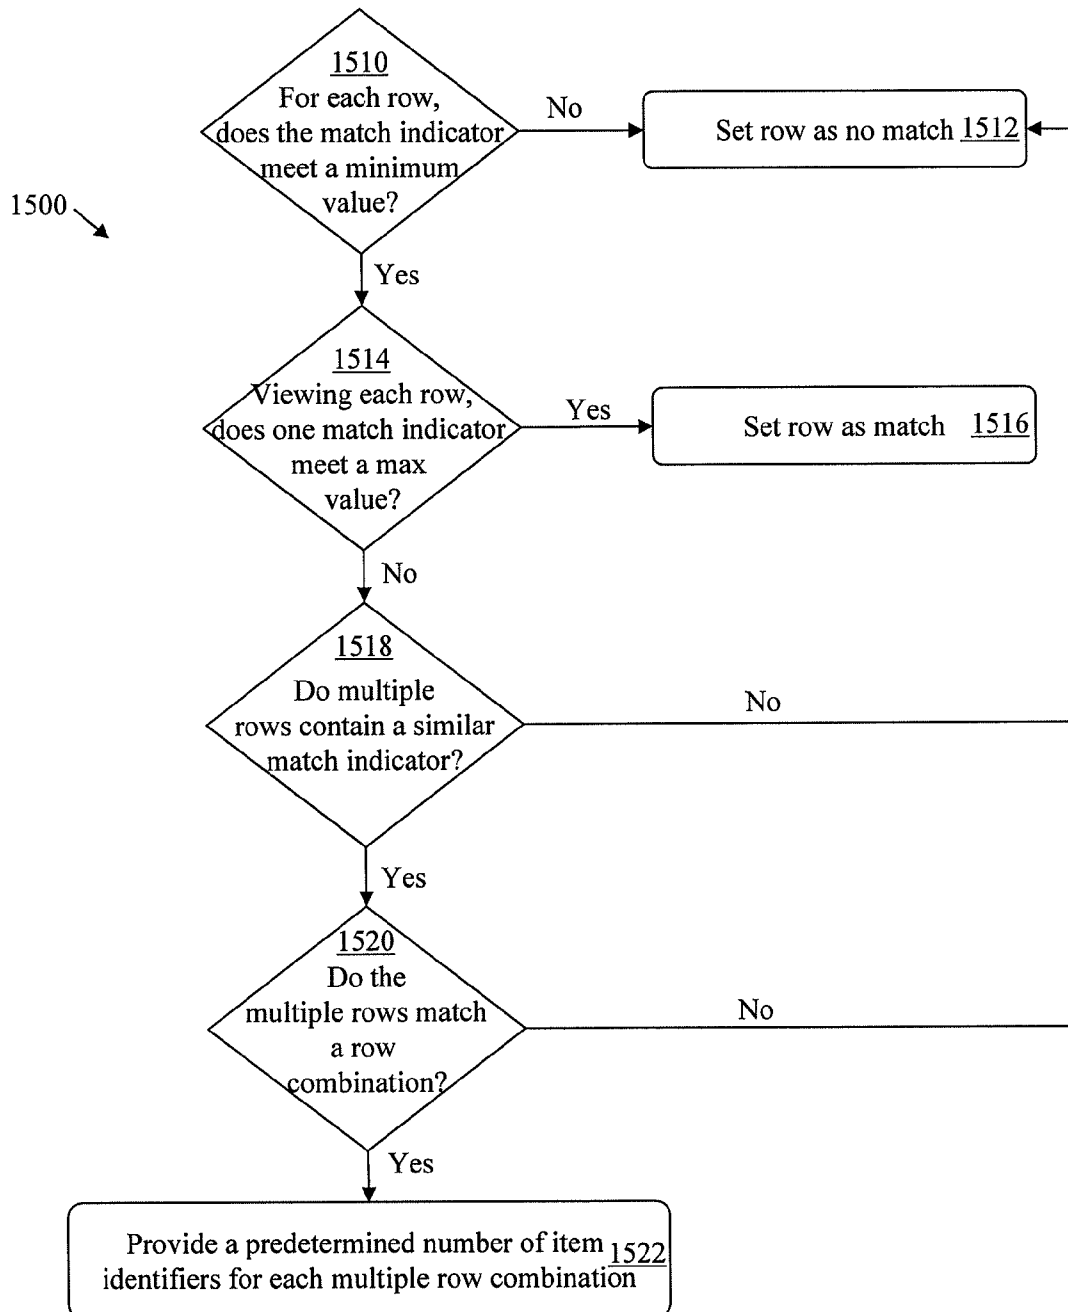 1510
For each row,
does the match indicator
meet a minimum
value?
No
Set row as no match 1512
1500
Yes
1514
Viewing each row,
does one match indicator
meet a max
value?
Yes
Set row as match 1516
No
1518
Do multiple
rows contain a similar
match indicator?
No
Yes
1520
Do the
multiple rows match
a row
combination?
No
Yes
Provide a predetermined number of item
identifiers for each multiple row combination
1522